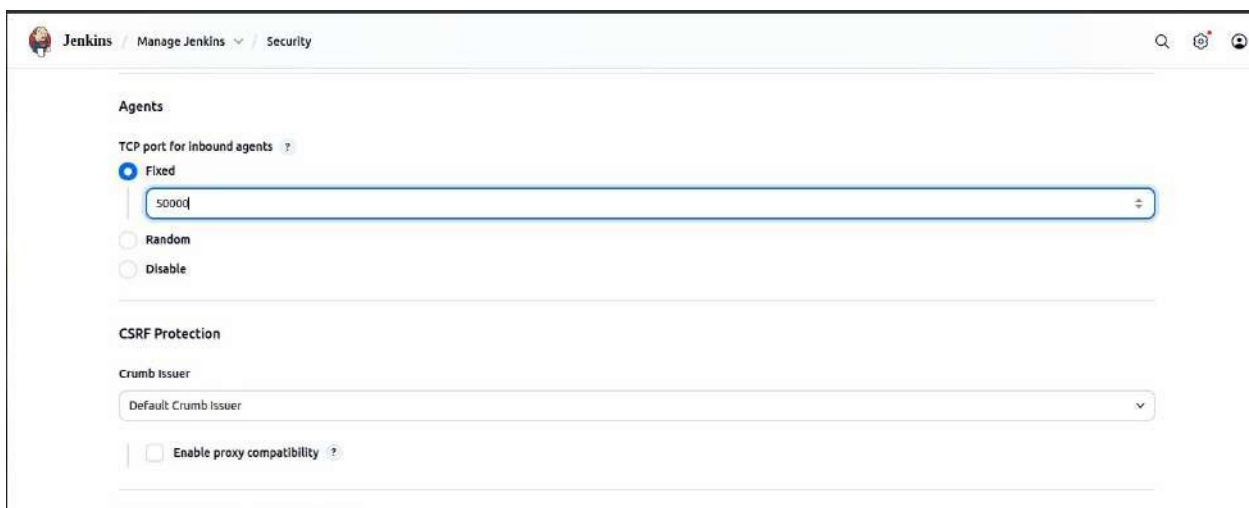 Jenkins / Manage Jenkins / Security
Agents
TCP port for inbound agents ?
Fixed
50000
Random
Disable
CSRF Protection
Crumb Issuer
Default Crumb Issuer
Enable proxy compatibility ?